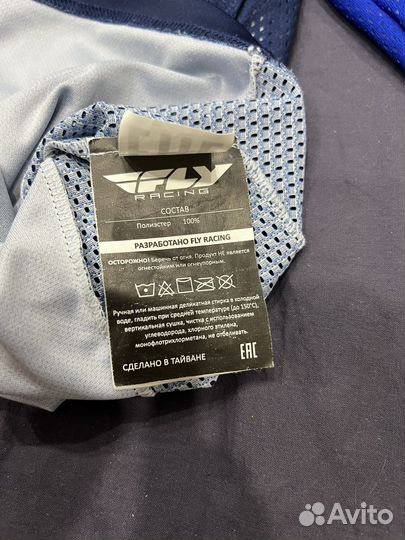 FLY
RACING
СОСТАВ
Полиэстер 100%
РАЗРАБОТАНО FLY RACING
ОСТОРОЖНО! Беречь от огня. Продукт НЕ является
огнестойким или огнеупорным.
Ручная или машинная деликатная стирка в холодной
воде, гладить при средней температуре (до 150°С),
вертикальная сушка, чистка с использованием
углеводорода, хлорного этилена,
монофлотрихлорметана, не отбеливать.
СДЕЛАНО В ТАЙВАНЕ
EAC
Avito